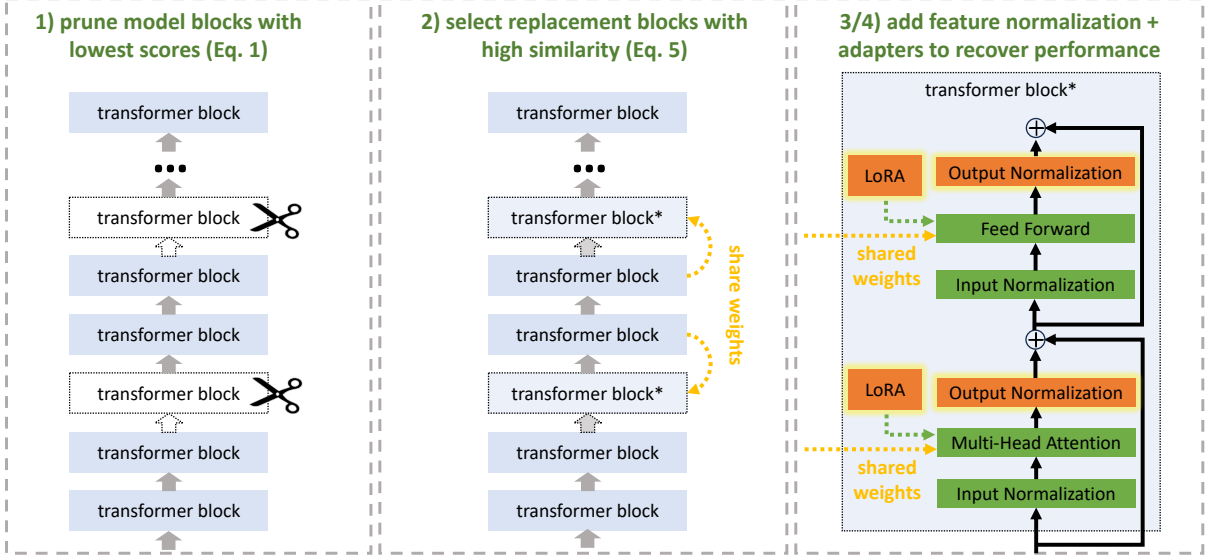 1) prune model blocks with
lowest scores (Eq. 1)
transformer block
...
transformer block
transformer block
transformer block
transformer block
transformer block
transformer block
2) select replacement blocks with
high similarity (Eq. 5)
transformer block
...
transformer block*
transformer block
transformer block
transformer block*
transformer block
transformer block
share weights
3/4) add feature normalization +
adapters to recover performance
transformer block*
LoRA
Output Normalization
Feed Forward
shared
weights
Input Normalization
LoRA
Output Normalization
Multi-Head Attention
shared
weights
Input Normalization